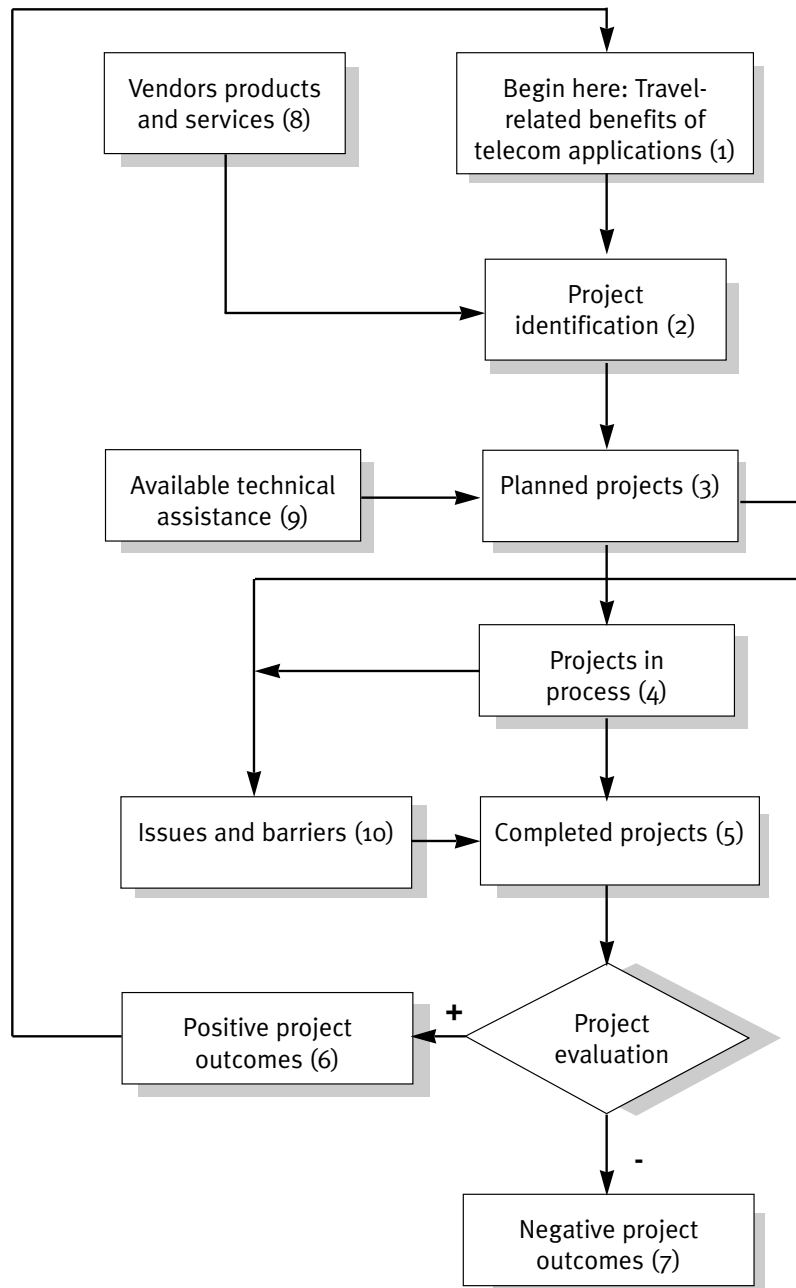 Vendors products
and services (8)
Begin here: Travel-
related benefits of
telecom applications (1)
Project
identification (2)
Available technical
assistance (9)
Planned projects (3)
Projects in
process (4)
Issues and barriers (10)
Completed projects (5)
Positive project
outcomes (6)
+
Project
evaluation
-
Negative project
outcomes (7)